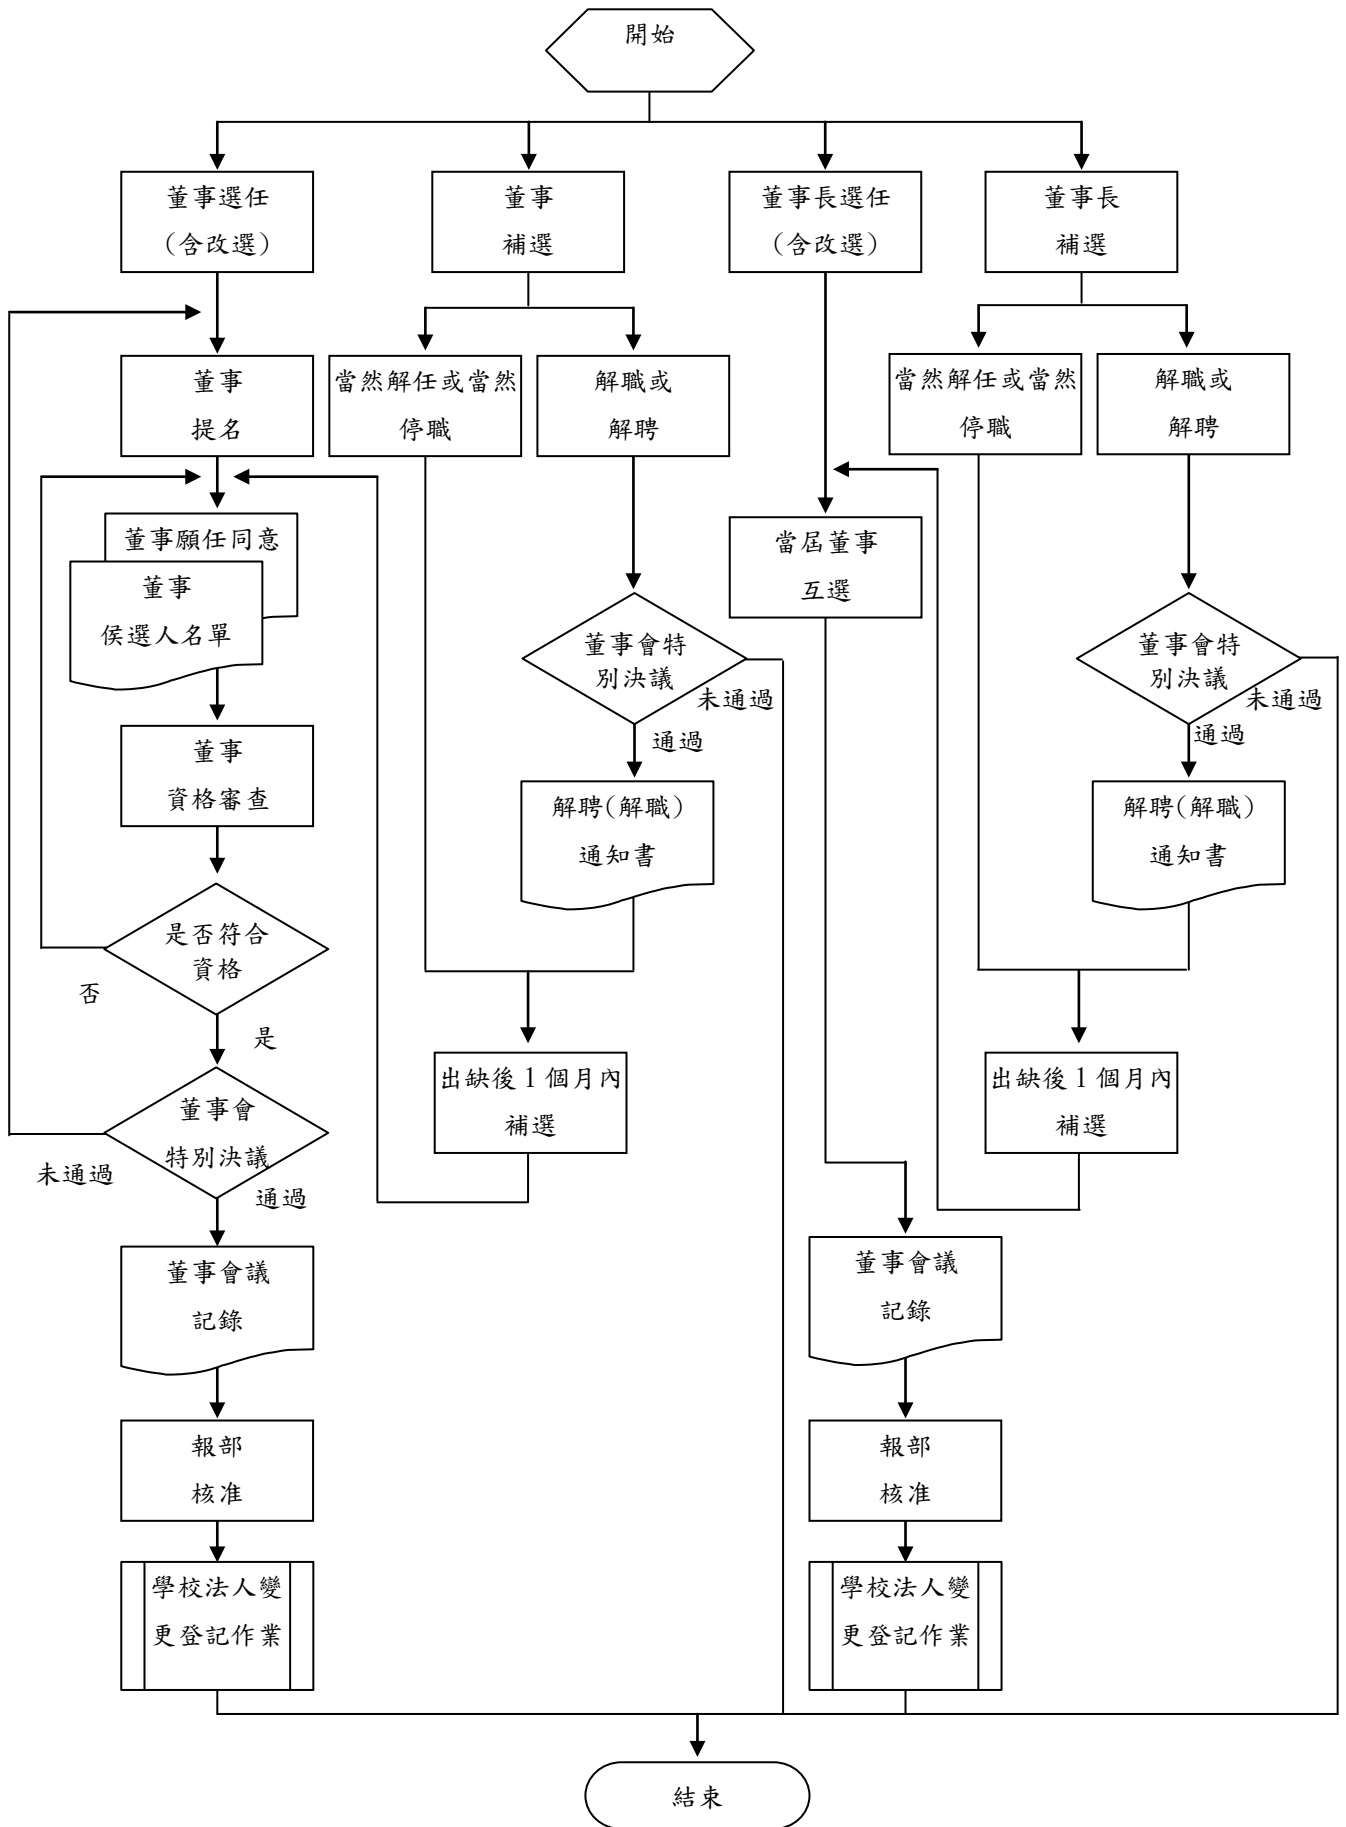 開始
董事選任
(含改選)
董事
補選
董事長選任
(含改選)
董事長
補選
董事
提名
當然解任或當然
停職
解職或
解聘
當然解任或當然
停職
解職或
解聘
董事願任同意
董事
侯選人名單
當屆董事
互選
董事會特
別決議
未通過
通過
董事會特
別決議
未通過
通過
董事
資格審查
解聘(解職)
通知書
解聘(解職)
通知書
是否符合
資格
否
是
出缺後1個月內
補選
出缺後1個月內
補選
董事會
特別決議
未通過
通過
董事會議
記錄
董事會議
記錄
報部
核准
報部
核准
學校法人變
更登記作業
學校法人變
更登記作業
結束